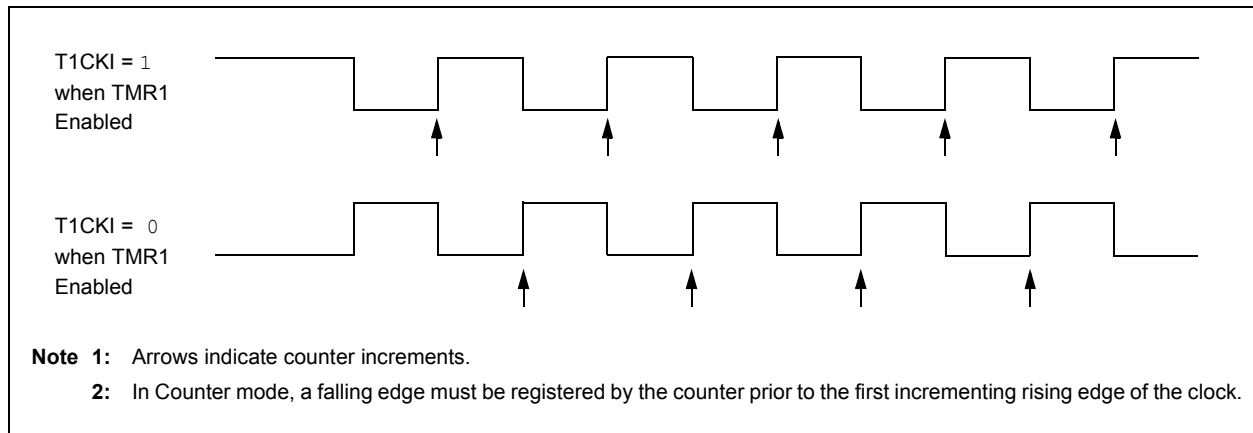 T1CKI = 1
when TMR1
Enabled
T1CKI = 0
when TMR1
Enabled
Note 1: Arrows indicate counter increments.
2: In Counter mode, a falling edge must be registered by the counter prior to the first incrementing rising edge of the clock.